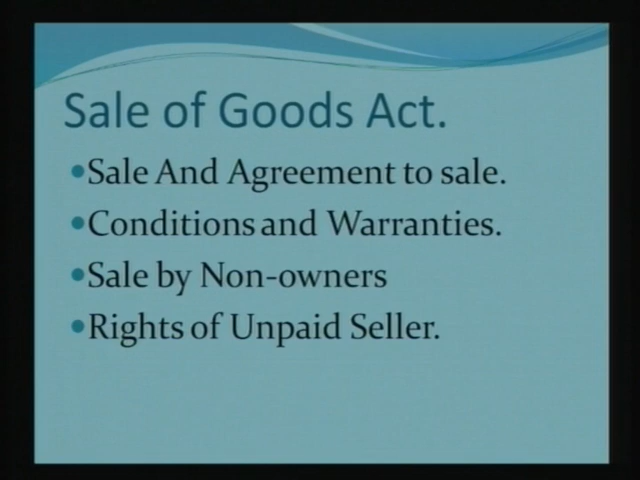 Sale of Goods Act.
•Sale And Agreement to sale.
•Conditions and Warranties.
•Sale by Non-owners
•Rights of Unpaid Seller.